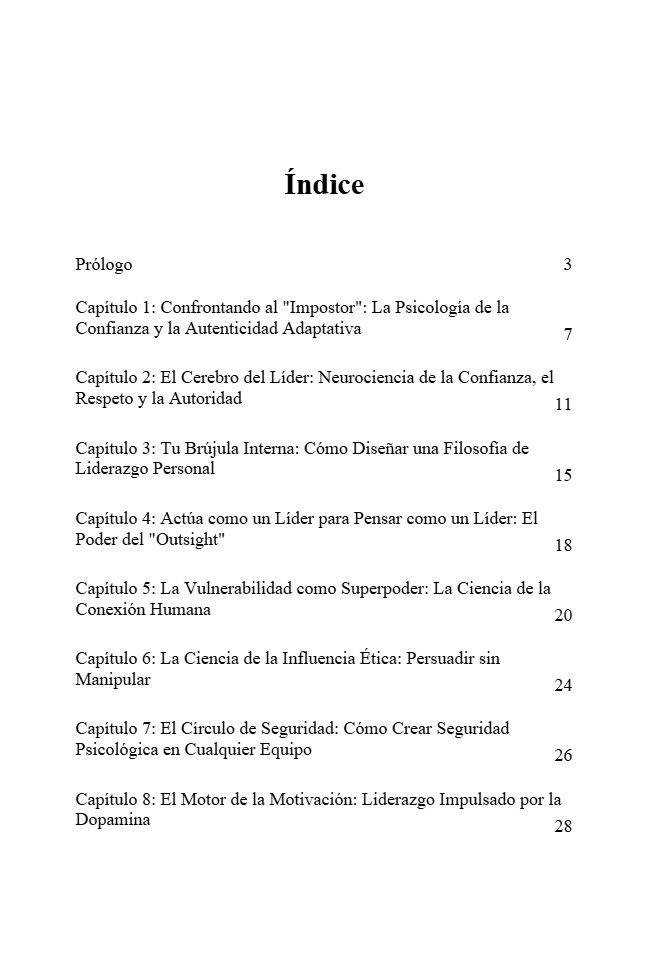 Índice
Prólogo 3
Capítulo 1: Confrontando al "Impostor": La Psicología de la
Confianza y la Autenticidad Adaptativa 7
Capítulo 2: El Cerebro del Líder: Neurociencia de la Confianza, el
Respeto y la Autoridad 11
Capítulo 3: Tu Brújula Interna: Cómo Diseñar una Filosofía de
Liderazgo Personal 15
Capítulo 4: Actúa como un Líder para Pensar como un Líder: El
Poder del "Outsight" 18
Capítulo 5: La Vulnerabilidad como Superpoder: La Ciencia de la
Conexión Humana 20
Capítulo 6: La Ciencia de la Influencia Ética: Persuadir sin
Manipular 24
Capítulo 7: El Círculo de Seguridad: Cómo Crear Seguridad
Psicológica en Cualquier Equipo 26
Capítulo 8: El Motor de la Motivación: Liderazgo Impulsado por la
Dopamina 28